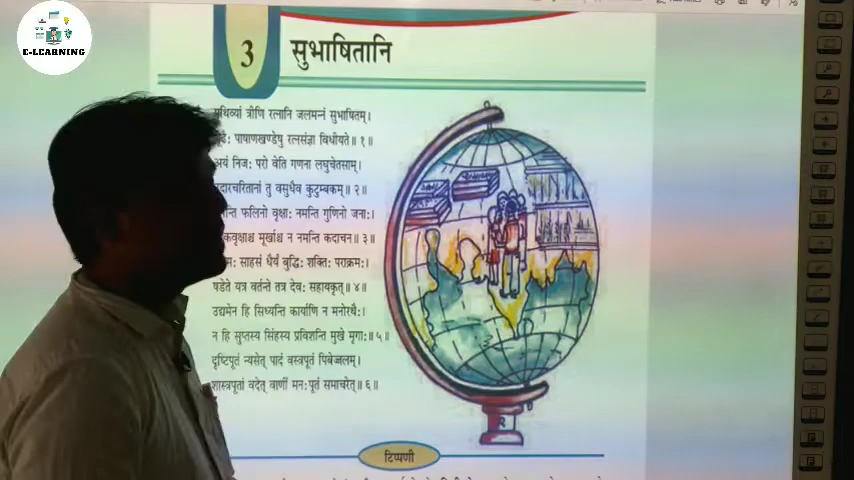 E-LEARNING
3
सुभाषितानि
पृथिव्यां त्रीणि रत्नानि जलमन्नं सुभाषितम्।
पाषाणखण्डेषु रत्नसंज्ञा विधीयते॥ १॥
अयं निजः परो वेति गणना लघुचेतसाम्।
तु वसुधैव कुटुम्बकम्॥ २॥
फलिनो वृक्षाः नमन्ति गुणिनो जनाः।
मूर्खाश्च न नमन्ति कदाचन॥ ३॥
साहसं धैर्यं बुद्धिः शक्तिः पराक्रमः।
षडेते यत्र वर्तन्ते तत्र देवः सहायकृत्॥ ४॥
उद्यमेन हि सिध्यन्ति कार्याणि न मनोरथैः।
न हि सुप्तस्य सिंहस्य प्रविशन्ति मुखे मृगाः॥ ५॥
दृष्टिपूतं न्यसेत् पादं वस्त्रपूतं पिबेज्जलम्।
शास्त्रपूतां वदेत् वाणीं मनःपूतं समाचरेत्॥ ६॥
टिप्पणी